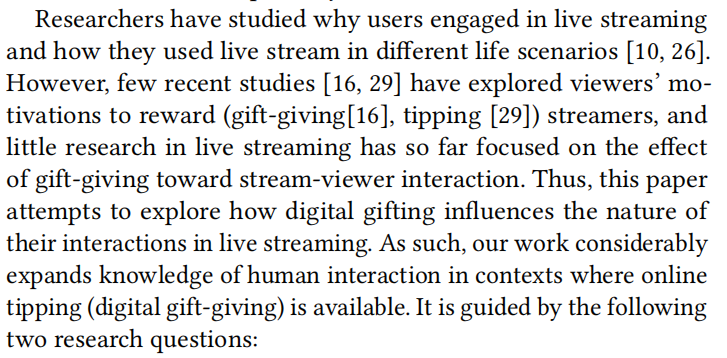 Researchers have studied why users engaged in live streaming
and how they used live stream in different life scenarios [10, 26].
However, few recent studies [16, 29] have explored viewers’ mo-
tivations to reward (gift-giving[16], tipping [29]) streamers, and
little research in live streaming has so far focused on the effect
of gift-giving toward stream-viewer interaction. Thus, this paper
attempts to explore how digital gifting influences the nature of
their interactions in live streaming. As such, our work considerably
expands knowledge of human interaction in contexts where online
tipping (digital gift-giving) is available. It is guided by the following
two research questions: